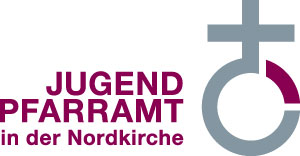 JUGEND
PFARRAMT
in der Nordkirche